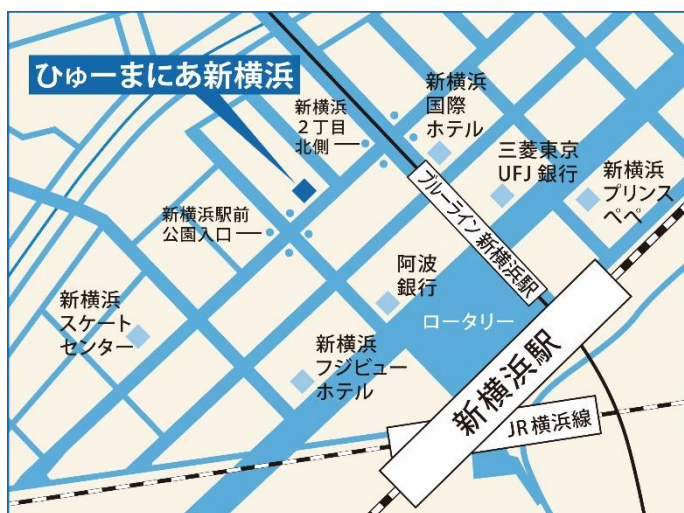 ひゅーまにあ新横浜
新横浜
2丁目
北側
新横浜
国際
ホテル
三菱東京
UFJ 銀行
新横浜
プリンス
ペペ
ブルーライン 新横浜駅
新横浜駅前
公園入口
阿波
銀行
ロータリー
新横浜
スケート
センター
新横浜
フジビュー
ホテル
新横浜駅
JR 横浜線